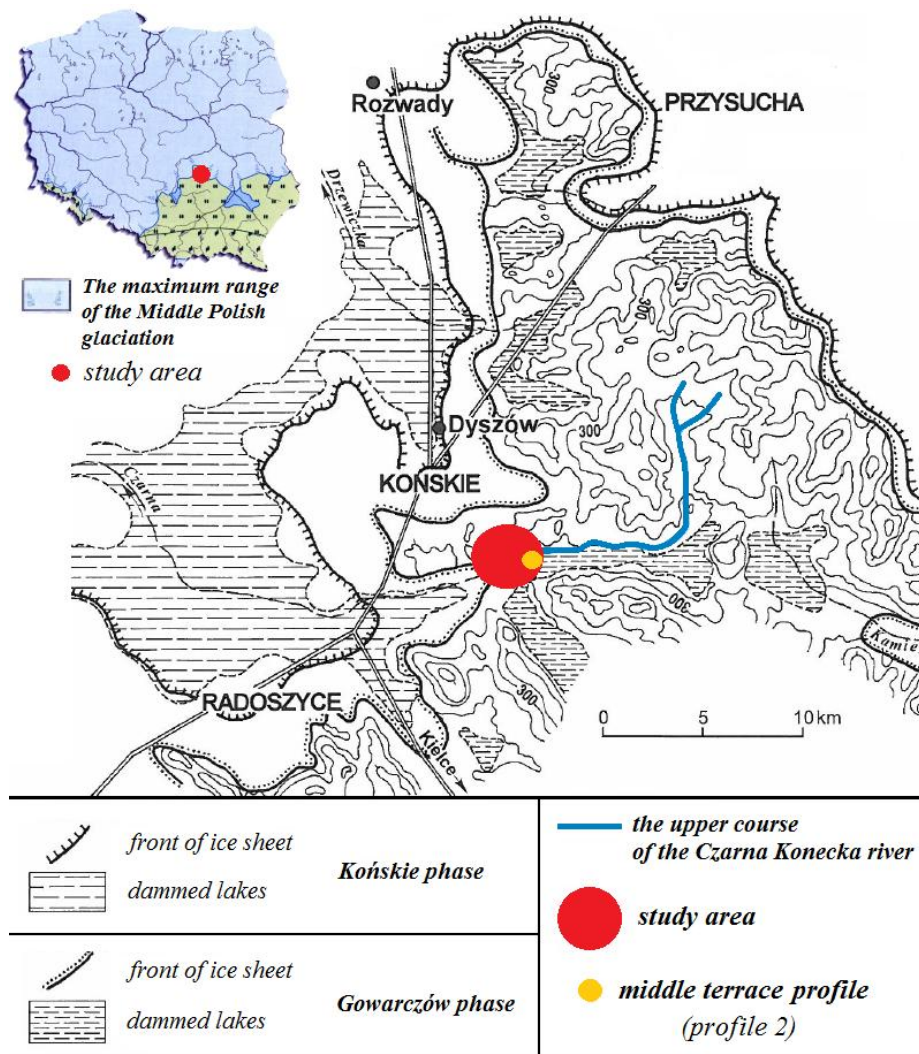 Rozwady
PRZYSUCHA
300
Drzewiczka
The maximum range
of the Middle Polish
glaciation
study area
300
300
Dyszów
KOŃSKIE
Czarna
300
Kamie
RADOSZYCE
300
Kielce
0 5 10 km
front of ice sheet
dammed lakes
Końskie phase
front of ice sheet
dammed lakes
Gowarczów phase
the upper course
of the Czarna Konecka river
study area
middle terrace profile
(profile 2)